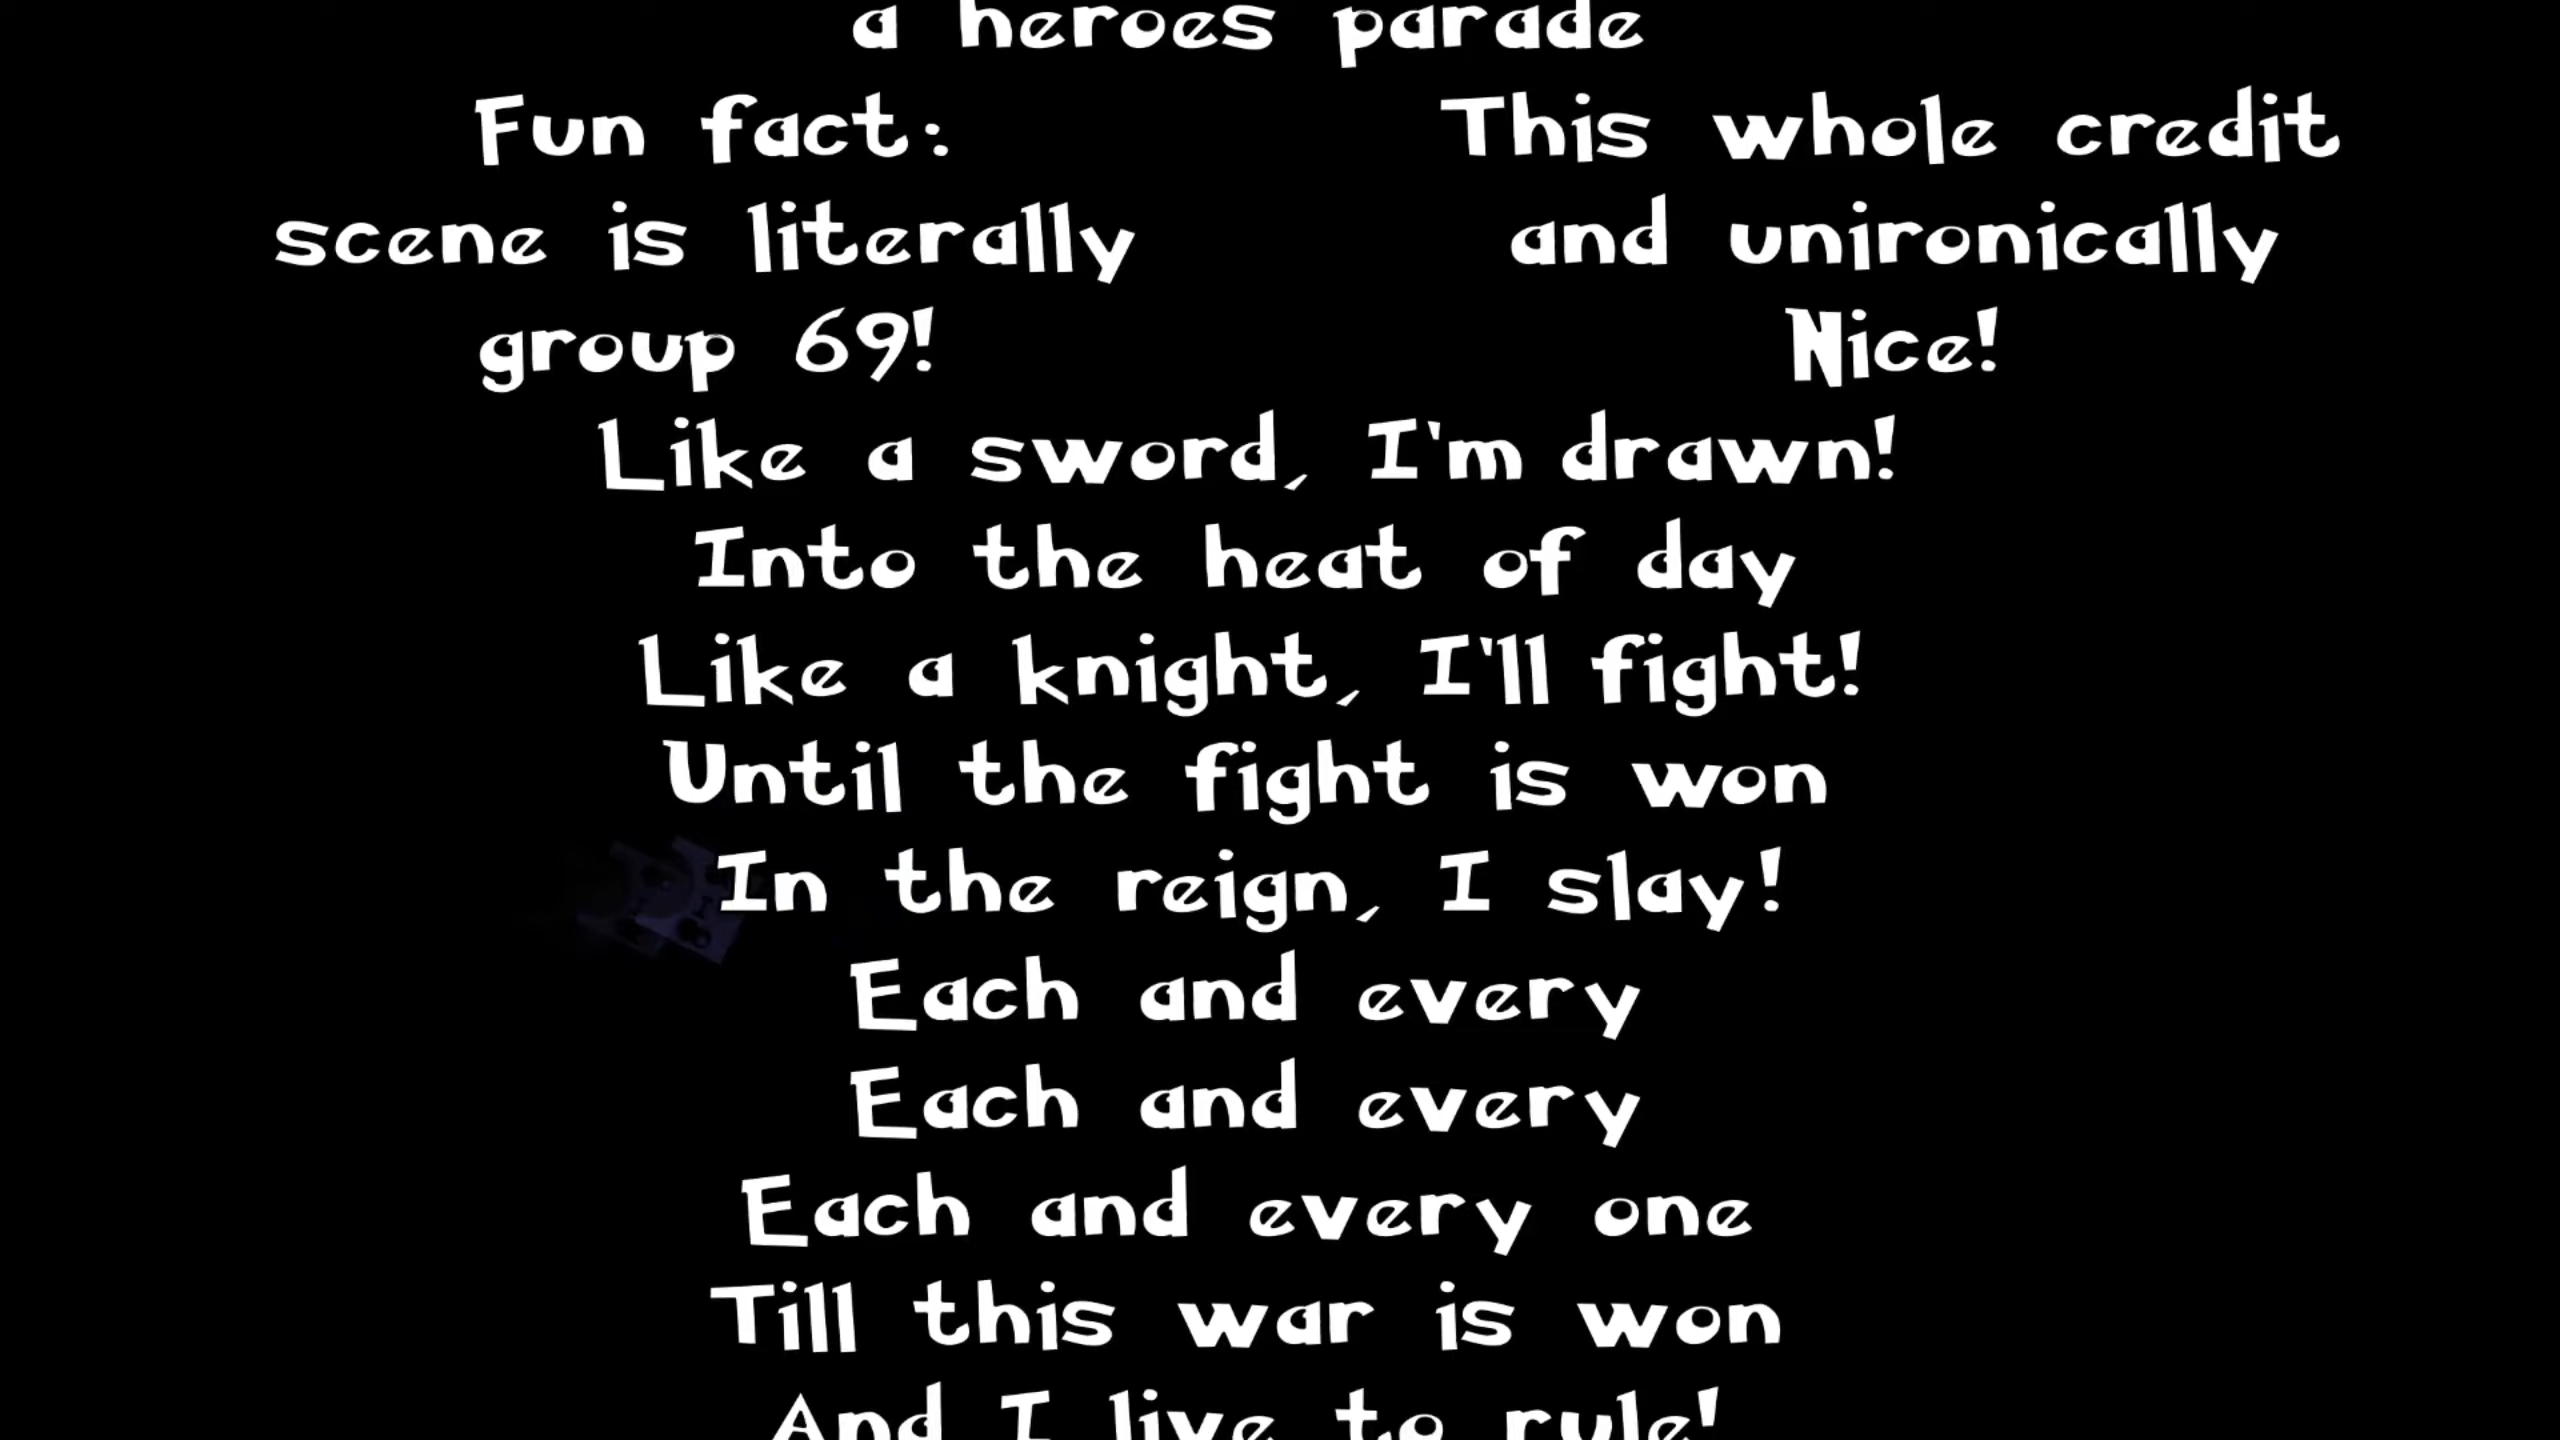 a heroes parade
Fun fact: This whole credit
scene is literally and unironically
group 69! Nice!
Like a sword, I'm drawn!
Into the heat of day
Like a knight, I'll fight!
Until the fight is won
In the reign, I slay!
Each and every
Each and every
Each and every one
Till this war is won
And I live to rule!